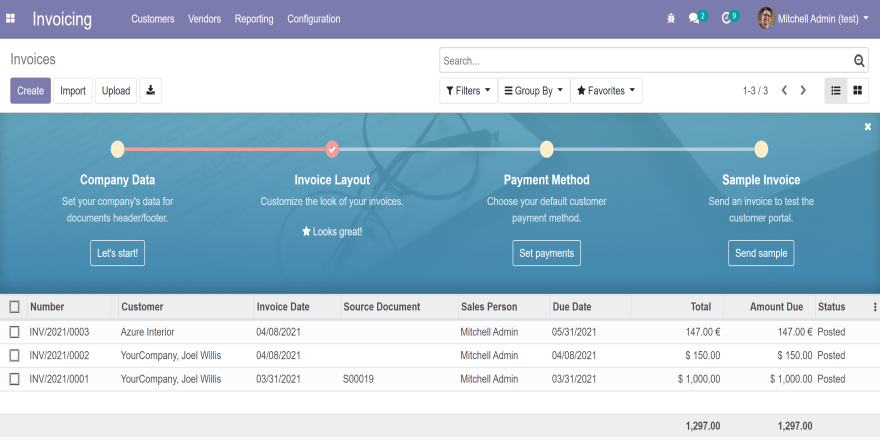 Invoicing Customers Vendors Reporting Configuration 2 9 Mitchell Admin (test)
Invoices Search...
Create Import Upload Filters Group By Favorites 1-3 / 3
Company Data Invoice Layout Payment Method Sample Invoice
Set your company's data for Customize the look of your invoices. Choose your default customer Send an invoice to test the
documents header/footer. payment method. customer portal.
Looks great!
Let's start! Set payments Send sample
Number Customer Invoice Date Source Document Sales Person Due Date Total Amount Due Status
INV/2021/0003 Azure Interior 04/08/2021 Mitchell Admin 05/31/2021 147.00 € 147.00 € Posted
INV/2021/0002 YourCompany, Joel Willis 04/08/2021 Mitchell Admin 04/08/2021 $ 150.00 $ 150.00 Posted
INV/2021/0001 YourCompany, Joel Willis 03/31/2021 S00019 Mitchell Admin 03/31/2021 $ 1,000.00 $ 1,000.00 Posted
1,297.00 1,297.00